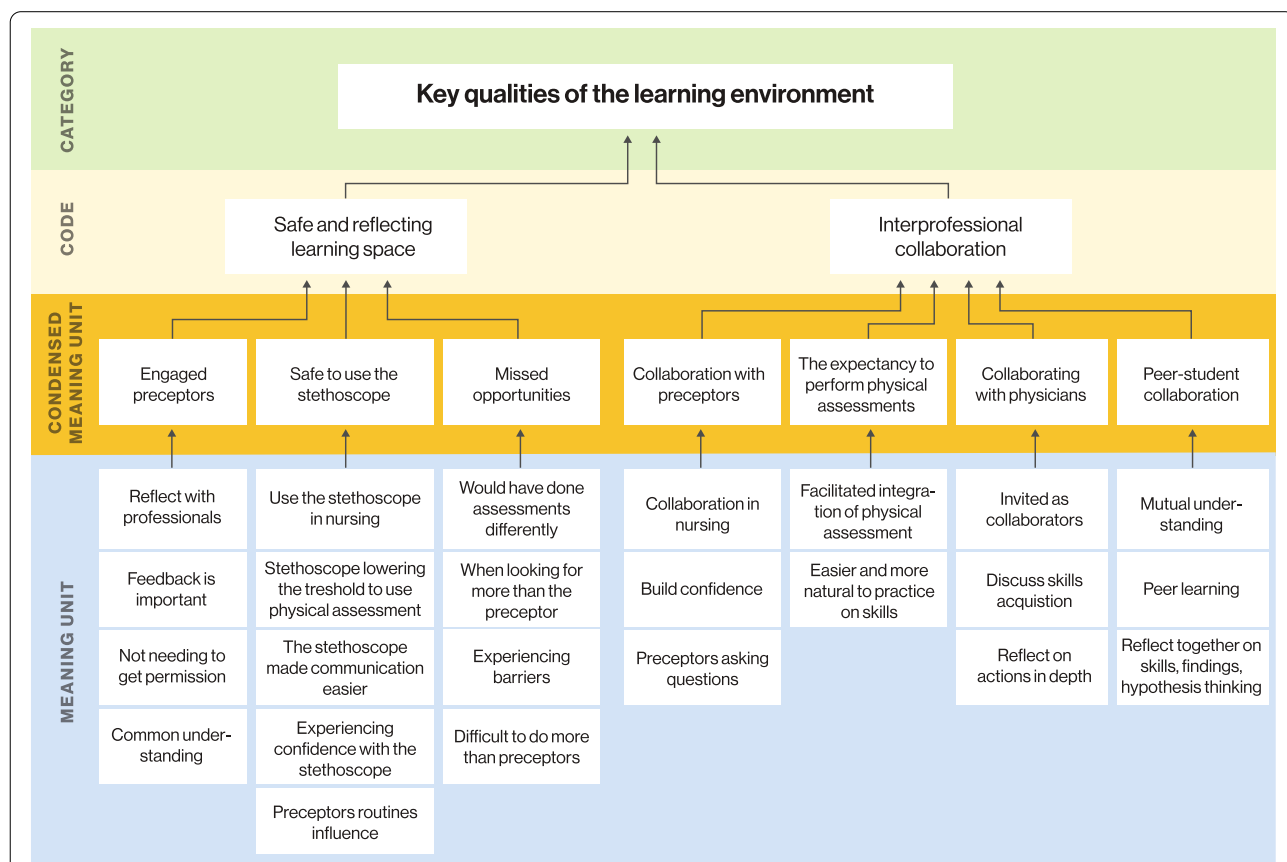 CATEGORY
Key qualities of the learning environment
CODE
Safe and reflecting
learning space
Interprofessional
collaboration
CONDENSED
MEANING UNIT
Engaged
preceptors
Safe to use the
stethoscope
Missed
opportunities
Collaboration with
preceptors
The expectancy to
perform physical
assessments
Collaborating
with physicians
Peer-student
collaboration
MEANING UNIT
Reflect with
professionals
Feedback is
important
Not needing to
get permission
Common under-
standing
Use the stethoscope
in nursing
Stethoscope lowering
the treshold to use
physical assessment
The stethoscope
made communication
easier
Experiencing
confidence with the
stethoscope
Preceptors routines
influence
Would have done
assessments
differently
When looking for
more than the
preceptor
Experiencing
barriers
Difficult to do more
than preceptors
Collaboration in
nursing
Build confidence
Preceptors asking
questions
Facilitated integra-
tion of physical
assessment
Easier and more
natural to practice
on skills
Invited as
collaborators
Discuss skills
acquistion
Reflect on
actions in depth
Mutual under-
standing
Peer learning
Reflect together on
skills, findings,
hypothesis thinking